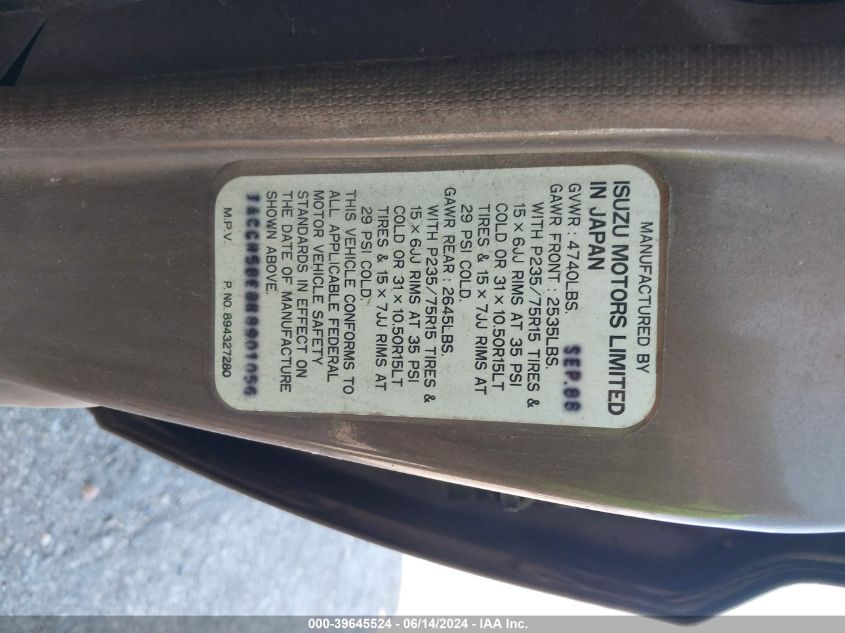 MANUFACTURED BY
ISUZU MOTORS LIMITED
IN JAPAN
GVWR : 4740LBS. SEP.88
GAWR FRONT : 2535LBS.
WITH P235/75R15 TIRES &
15 × 6JJ RIMS AT 35 PSI
COLD OR 31 × 10.50R15LT
TIRES & 15 × 7JJ RIMS AT
29 PSI COLD.
GAWR REAR : 2645LBS.
WITH P235/75R15 TIRES &
15 × 6JJ RIMS AT 35 PSI
COLD OR 31 × 10.50R15LT
TIRES & 15 × 7JJ RIMS AT
29 PSI COLD.
THIS VEHICLE CONFORMS TO
ALL APPLICABLE FEDERAL
MOTOR VEHICLE SAFETY
STANDARDS IN EFFECT ON
THE DATE OF MANUFACTURE
SHOWN ABOVE.
M.P.V. P. NO. 894327280
000-39645524 - 06/14/2024 - IAA Inc.